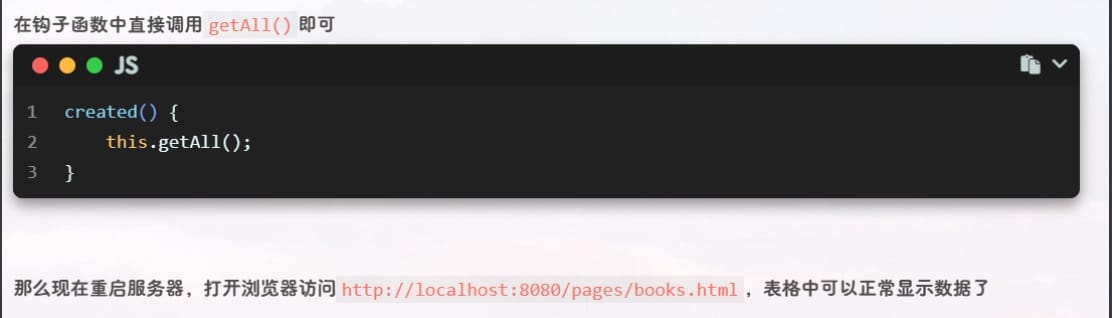 在钩子函数中直接调用 getAll() 即可
JS
1 created() {
2     this.getAll();
3 }
那么现在重启服务器，打开浏览器访问 http://localhost:8080/pages/books.html ，表格中可以正常显示数据了